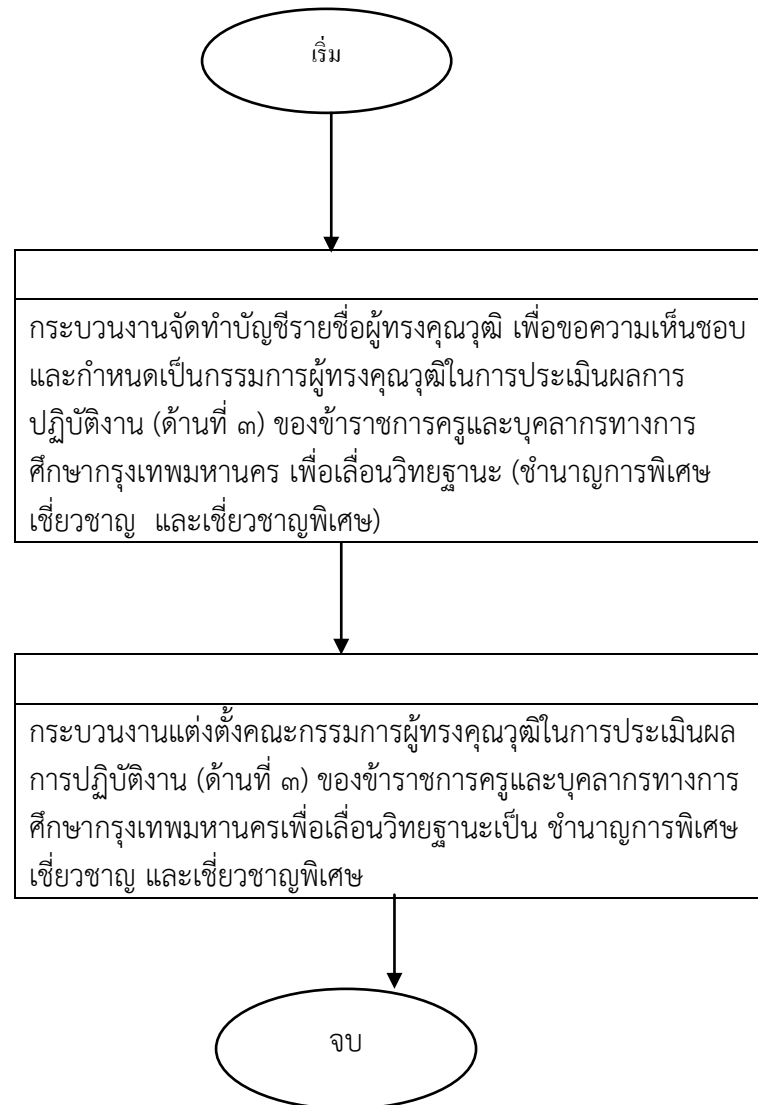 เริ่ม
กระบวนงานจัดทำบัญชีรายชื่อผู้ทรงคุณวุฒิ เพื่อขอความเห็นชอบ
และกำหนดเป็นกรรมการผู้ทรงคุณวุฒิในการประเมินผลการ
ปฏิบัติงาน (ด้านที่ ๓) ของข้าราชการครูและบุคลากรทางการ
ศึกษากรุงเทพมหานคร เพื่อเลื่อนวิทยฐานะ (ชำนาญการพิเศษ
เชี่ยวชาญ และเชี่ยวชาญพิเศษ)
กระบวนงานแต่งตั้งคณะกรรมการผู้ทรงคุณวุฒิในการประเมินผล
การปฏิบัติงาน (ด้านที่ ๓) ของข้าราชการครูและบุคลากรทางการ
ศึกษากรุงเทพมหานครเพื่อเลื่อนวิทยฐานะเป็น ชำนาญการพิเศษ
เชี่ยวชาญ และเชี่ยวชาญพิเศษ
จบ